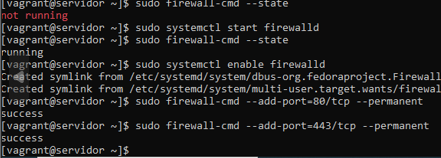 [vagrant@servidor ~]$ sudo firewall-cmd --state
not running
[vagrant@servidor ~]$ sudo systemctl start firewalld
[vagrant@servidor ~]$ sudo firewall-cmd --state
running
[vagrant@servidor ~]$ sudo systemctl enable firewalld
Created symlink from /etc/systemd/system/dbus-org.fedoraproject.Firewall
Created symlink from /etc/systemd/system/multi-user.target.wants/firewal
[vagrant@servidor ~]$ sudo firewall-cmd --add-port=80/tcp --permanent
success
[vagrant@servidor ~]$ sudo firewall-cmd --add-port=443/tcp --permanent
success
[vagrant@servidor ~]$